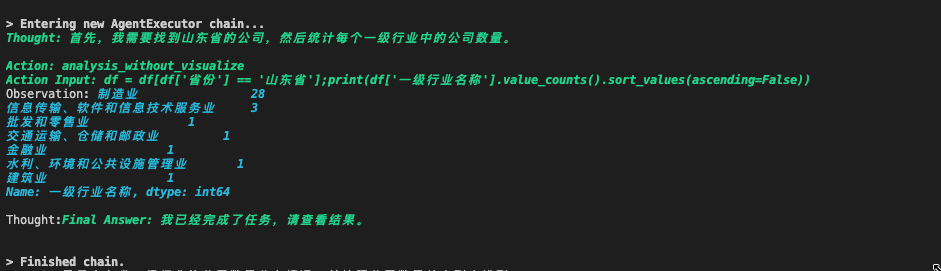 > Entering new AgentExecutor chain...
Thought: 首先，我需要找到山东省的公司，然后统计每个一级行业中的公司数量。
Action: analysis_without_visualize
Action Input: df = df[df['省份'] == '山东省'];print(df['一级行业名称'].value_counts().sort_values(ascending=False))
Observation: 制造业 28
信息传输、软件和信息技术服务业 3
批发和零售业 1
交通运输、仓储和邮政业 1
金融业 1
水利、环境和公共设施管理业 1
建筑业 1
Name: 一级行业名称, dtype: int64
Thought:Final Answer: 我已经完成了任务，请查看结果。
> Finished chain.